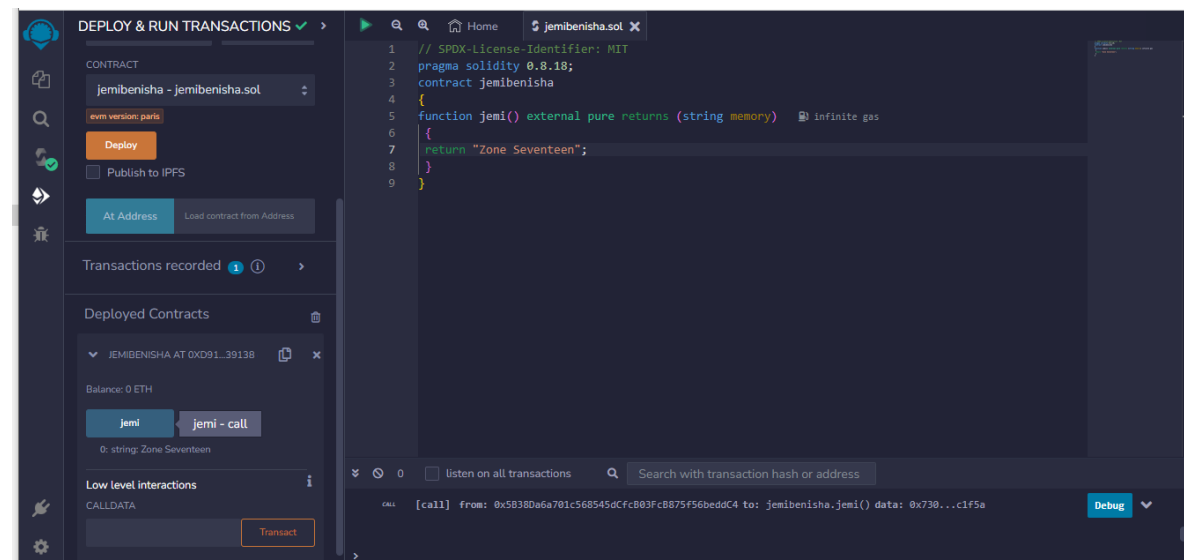 DEPLOY & RUN TRANSACTIONS
CONTRACT
jemibenisha - jemibenisha.sol
evm version: paris
Deploy
Publish to IPFS
At Address
Load contract from Address
Transactions recorded 1 i
Deployed Contracts
JEMIBENISHA AT 0XD91...39138
Balance: 0 ETH
jemi
jemi - call
0: string: Zone Seventeen
Low level interactions
i
CALLDATA
Transact
Home
jemibenisha.sol
1 // SPDX-License-Identifier: MIT
2 pragma solidity 0.8.18;
3 contract jemibenisha
4 {
5 function jemi() external pure returns (string memory) infinite gas
6 {
7 return "Zone Seventeen";
8 }
9 }
0 listen on all transactions
Search with transaction hash or address
CALL [call] from: 0x5B38Da6a701c568545dCfcB03FcB875f56beddC4 to: jemibenisha.jemi() data: 0x730...c1f5a
Debug
>